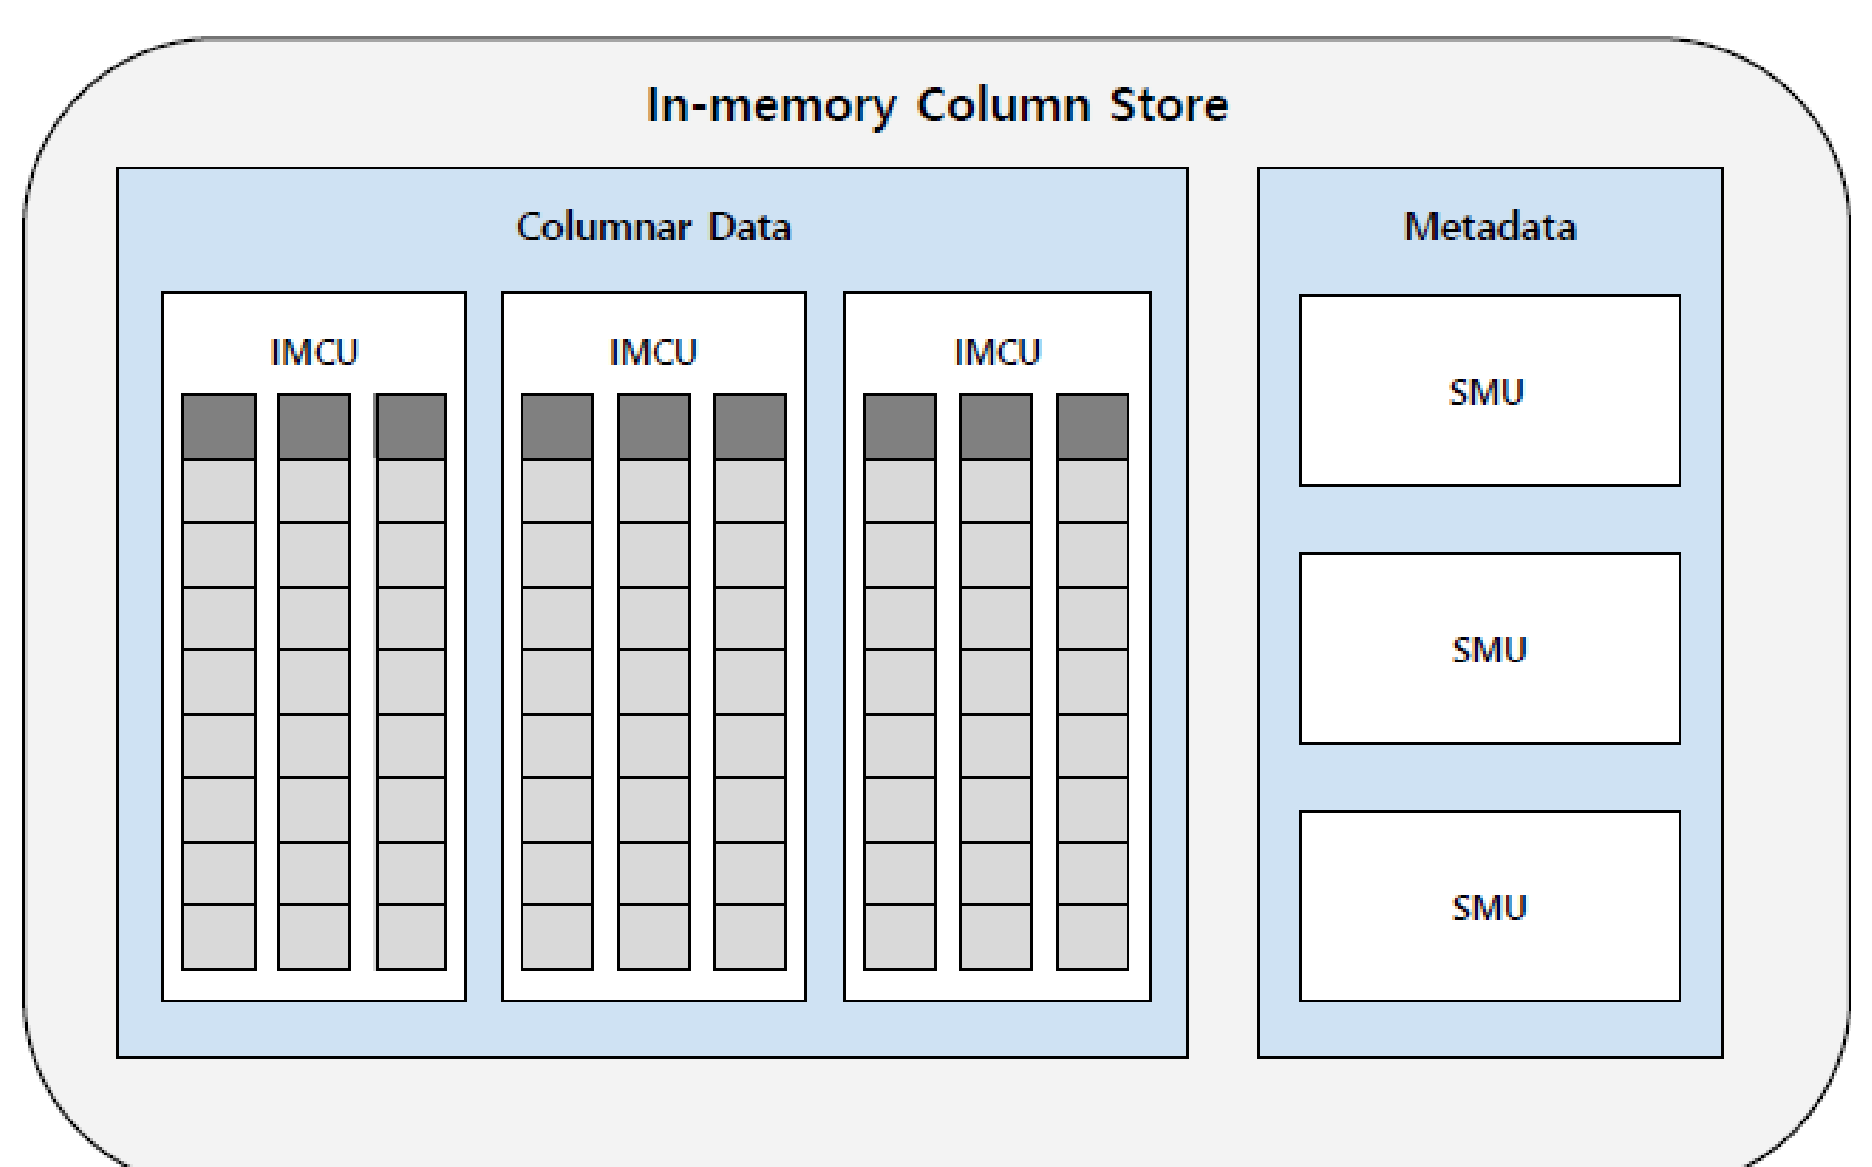 In-memory Column Store
Columnar Data
Metadata
IMCU
IMCU
IMCU
SMU
SMU
SMU